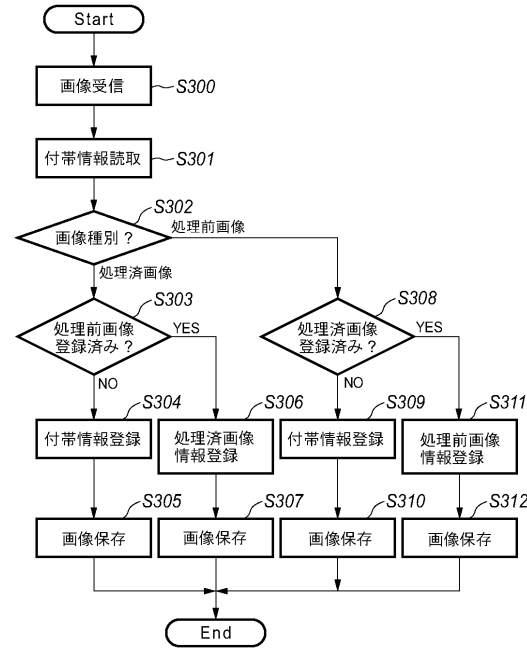 Start
画像受信
S300
付帯情報読取
S301
S302
画像種別？
処理前画像
処理済画像
S303
処理前画像
登録済み？
YES
NO
S308
処理済画像
登録済み？
YES
NO
S304
付帯情報登録
S306
処理済画像
情報登録
S309
付帯情報登録
S311
処理前画像
情報登録
S305
画像保存
S307
画像保存
S310
画像保存
S312
画像保存
End